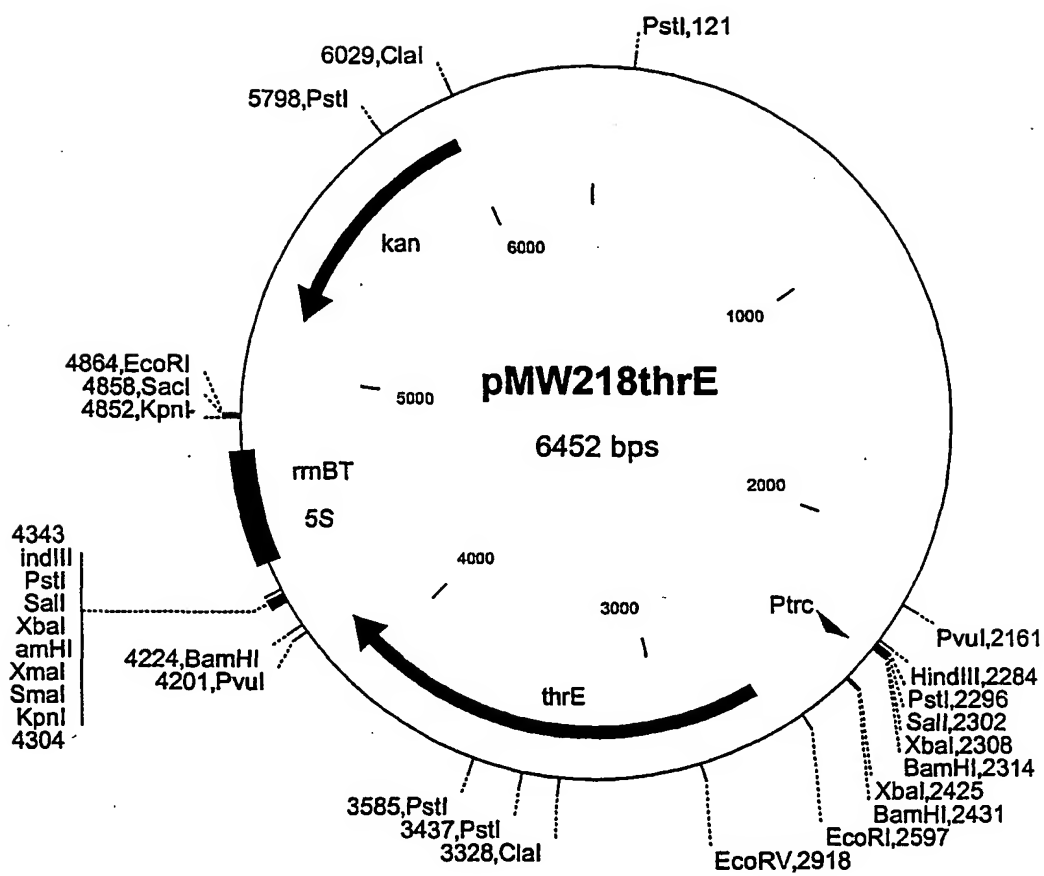 PstI,121
6029,ClaI
5798,PstI
kan
6000
1000
4864,EcoRI
4858,SacI
4852,KpnI
5000
pMW218thrE
6452 bps
rrnBT
5S
2000
4343
indIII
PstI
SalI
XbaI
amHI
XmaI
SmaI
KpnI
4304
4000
3000
Ptrc
PvuI,2161
HindIII,2284
PstI,2296
SalI,2302
XbaI,2308
BamHI,2314
XbaI,2425
BamHI,2431
EcoRI,2597
EcoRV,2918
4224,BamHI
4201,PvuI
thrE
3585,PstI
3437,PstI
3328,ClaI